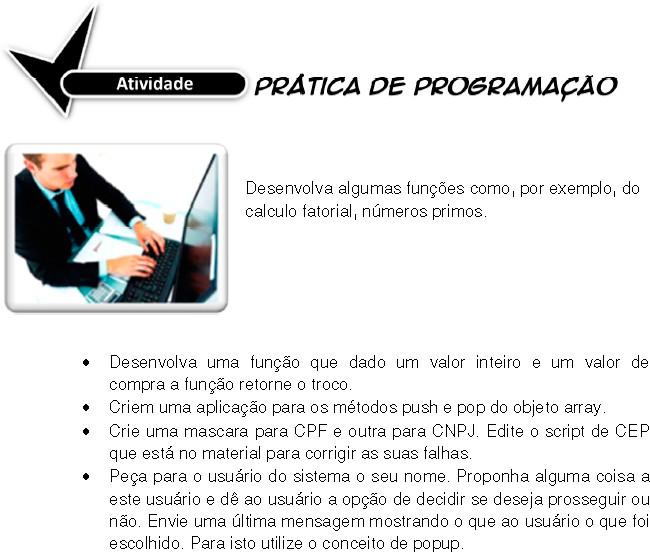 Atividade
PRÁTICA DE PROGRAMAÇÃO
Desenvolva algumas funções como, por exemplo, do
calculo fatorial, números primos.
• Desenvolva uma função que dado um valor inteiro e um valor de
compra a função retorne o troco.
• Criem uma aplicação para os métodos push e pop do objeto array.
• Crie uma mascara para CPF e outra para CNPJ. Edite o script de CEP
que está no material para corrigir as suas falhas.
• Peça para o usuário do sistema o seu nome. Proponha alguma coisa a
este usuário e dê ao usuário a opção de decidir se deseja prosseguir ou
não. Envie uma última mensagem mostrando o que ao usuário o que foi
escolhido. Para isto utilize o conceito de popup.